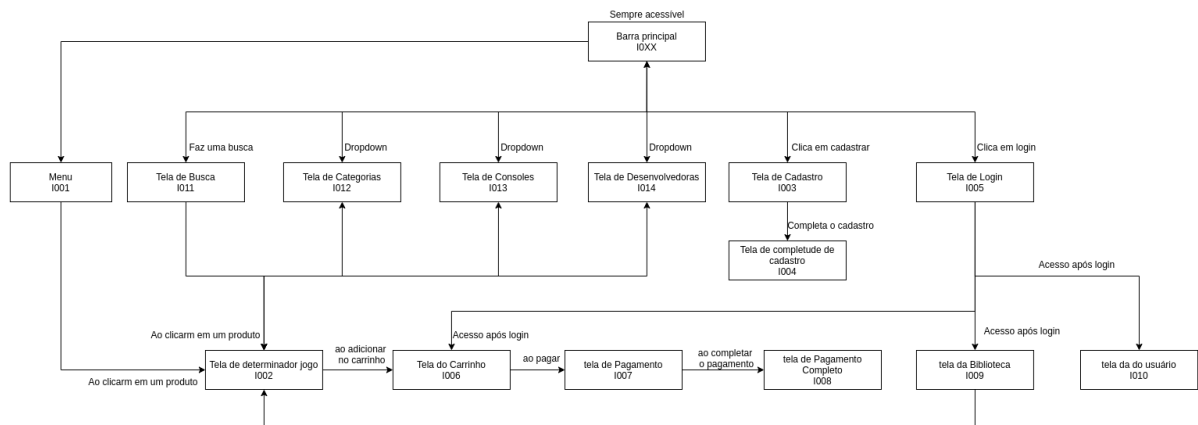 Sempre acessível
Barra principal
I0XX
Faz uma busca
Dropdown
Dropdown
Dropdown
Clica em cadastrar
Clica em login
Menu
I001
Tela de Busca
I011
Tela de Categorias
I012
Tela de Consoles
I013
Tela de Desenvolvedoras
I014
Tela de Cadastro
I003
Tela de Login
I005
Completa o cadastro
Tela de completude de
cadastro
I004
Acesso após login
Ao clicarm em um produto
Acesso após login
Acesso após login
Ao clicarm em um produto
Tela de determinador jogo
I002
ao adicionar
no carrinho
Tela do Carrinho
I006
ao pagar
tela de Pagamento
I007
ao completar
o pagamento
tela de Pagamento
Completo
I008
tela da Biblioteca
I009
tela da do usuário
I010